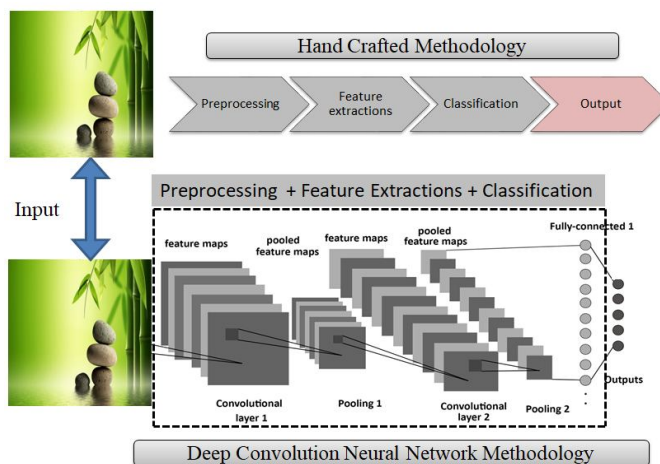 Hand Crafted Methodology
Preprocessing
Feature
extractions
Classification
Output
Input
Preprocessing + Feature Extractions + Classification
feature maps
pooled
feature maps
feature maps
pooled
feature maps
Fully-connected 1
Convolutional
layer 1
Pooling 1
Convolutional
layer 2
Pooling 2
Outputs
Deep Convolution Neural Network Methodology